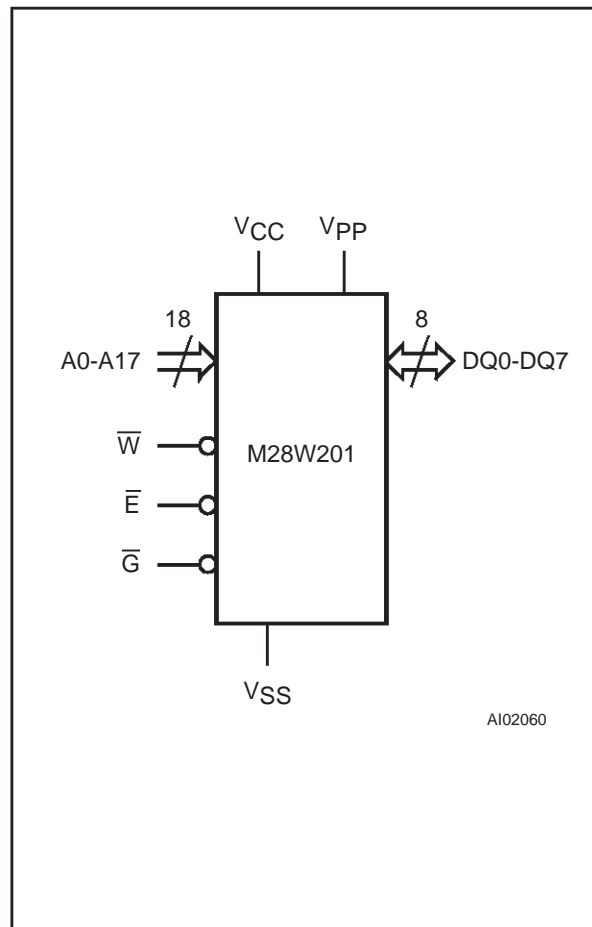 VCC VPP
18 8
A0-A17 DQ0-DQ7
W̅
M28W201
E̅
G̅
VSS
AI02060